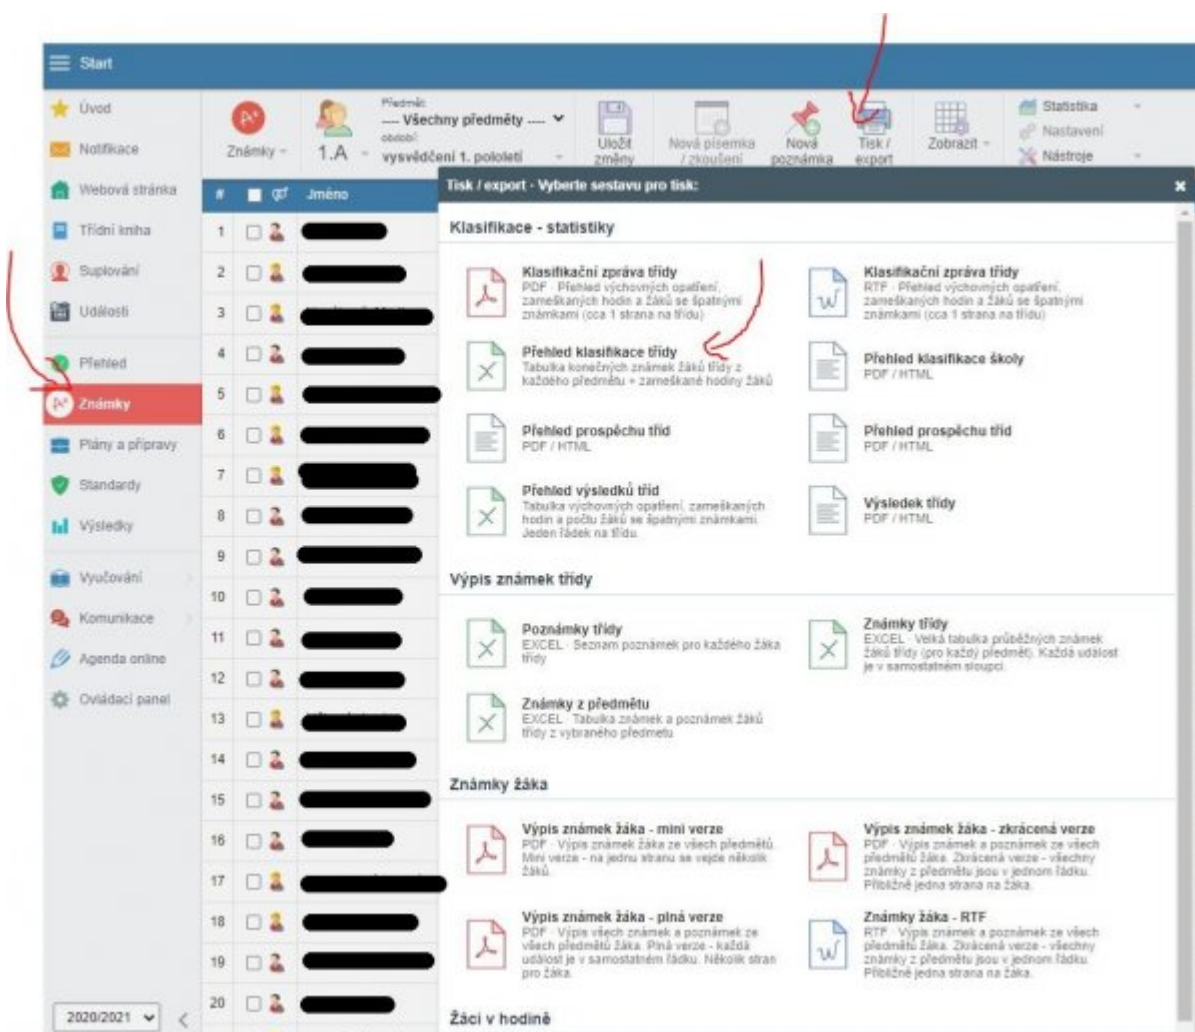 Start
Úvod
Notifikace
Webová stránka
Třídní kniha
Suplování
Události
Přehled
Známky
Plány a přípravy
Standardy
Výsledky
Vyučování
Komunikace
Agenda online
Ovládací panel
2020/2021
Známky
1.A
Předmět:
---- Všechny předměty ----
období:
vysvědčení 1. pololetí
Uložit
změny
Nová písemka
/ zkoušení
Nová
poznámka
Tisk /
export
Zobrazit
Statistika
Nastavení
Nástroje
# Jméno
1
2
3
4
5
6
7
8
9
10
11
12
13
14
15
16
17
18
19
20
Tisk / export - Vyberte sestavu pro tisk:
Klasifikace - statistiky
Klasifikační zpráva třídy
PDF · Přehled výchovných opatření,
zameškaných hodin a žáků se špatnými
známkami (cca 1 strana na třídu)
Klasifikační zpráva třídy
RTF · Přehled výchovných opatření,
zameškaných hodin a žáků se špatnými
známkami (cca 1 strana na třídu)
Přehled klasifikace třídy
Tabulka konečných známek žáků třídy z
každého předmětu + zameškané hodiny žáků
Přehled klasifikace školy
PDF / HTML
Přehled prospěchu tříd
PDF / HTML
Přehled prospěchu tříd
PDF / HTML
Přehled výsledků tříd
Tabulka výchovných opatření, zameškaných
hodin a počtu žáků se špatnými známkami.
Jeden řádek na třídu.
Výsledek třídy
PDF / HTML
Výpis známek třídy
Poznámky třídy
EXCEL · Seznam poznámek pro každého žáka
třídy
Známky třídy
EXCEL · Velká tabulka průběžných známek
žáků třídy (pro každý předmět). Každá událost
je v samostatném sloupci.
Známky z předmětu
EXCEL · Tabulka známek a poznámek žáků
třídy z vybraného předmetu
Známky žáka
Výpis známek žáka - mini verze
PDF · Výpis známek žáka ze všech předmětů.
Mini verze - na jednu stranu se vejde několik
žáků.
Výpis známek žáka - zkrácená verze
PDF · Výpis známek a poznámek ze všech
předmětů žáka. Zkrácená verze - všechny
známky z předmětu jsou v jednom řádku.
Přibližně jedna strana na žáka.
Výpis známek žáka - plná verze
PDF · Výpis všech známek a poznámek ze
všech předmětů žáka. Plná verze - každá
událost je v samostatném řádku. Několik stran
pro žáka.
Známky žáka - RTF
RTF · Výpis známek a poznámek ze všech
předmětů žáka. Zkrácená verze - všechny
známky z předmětu jsou v jednom řádku.
Přibližně jedna strana na žáka.
Žáci v hodině